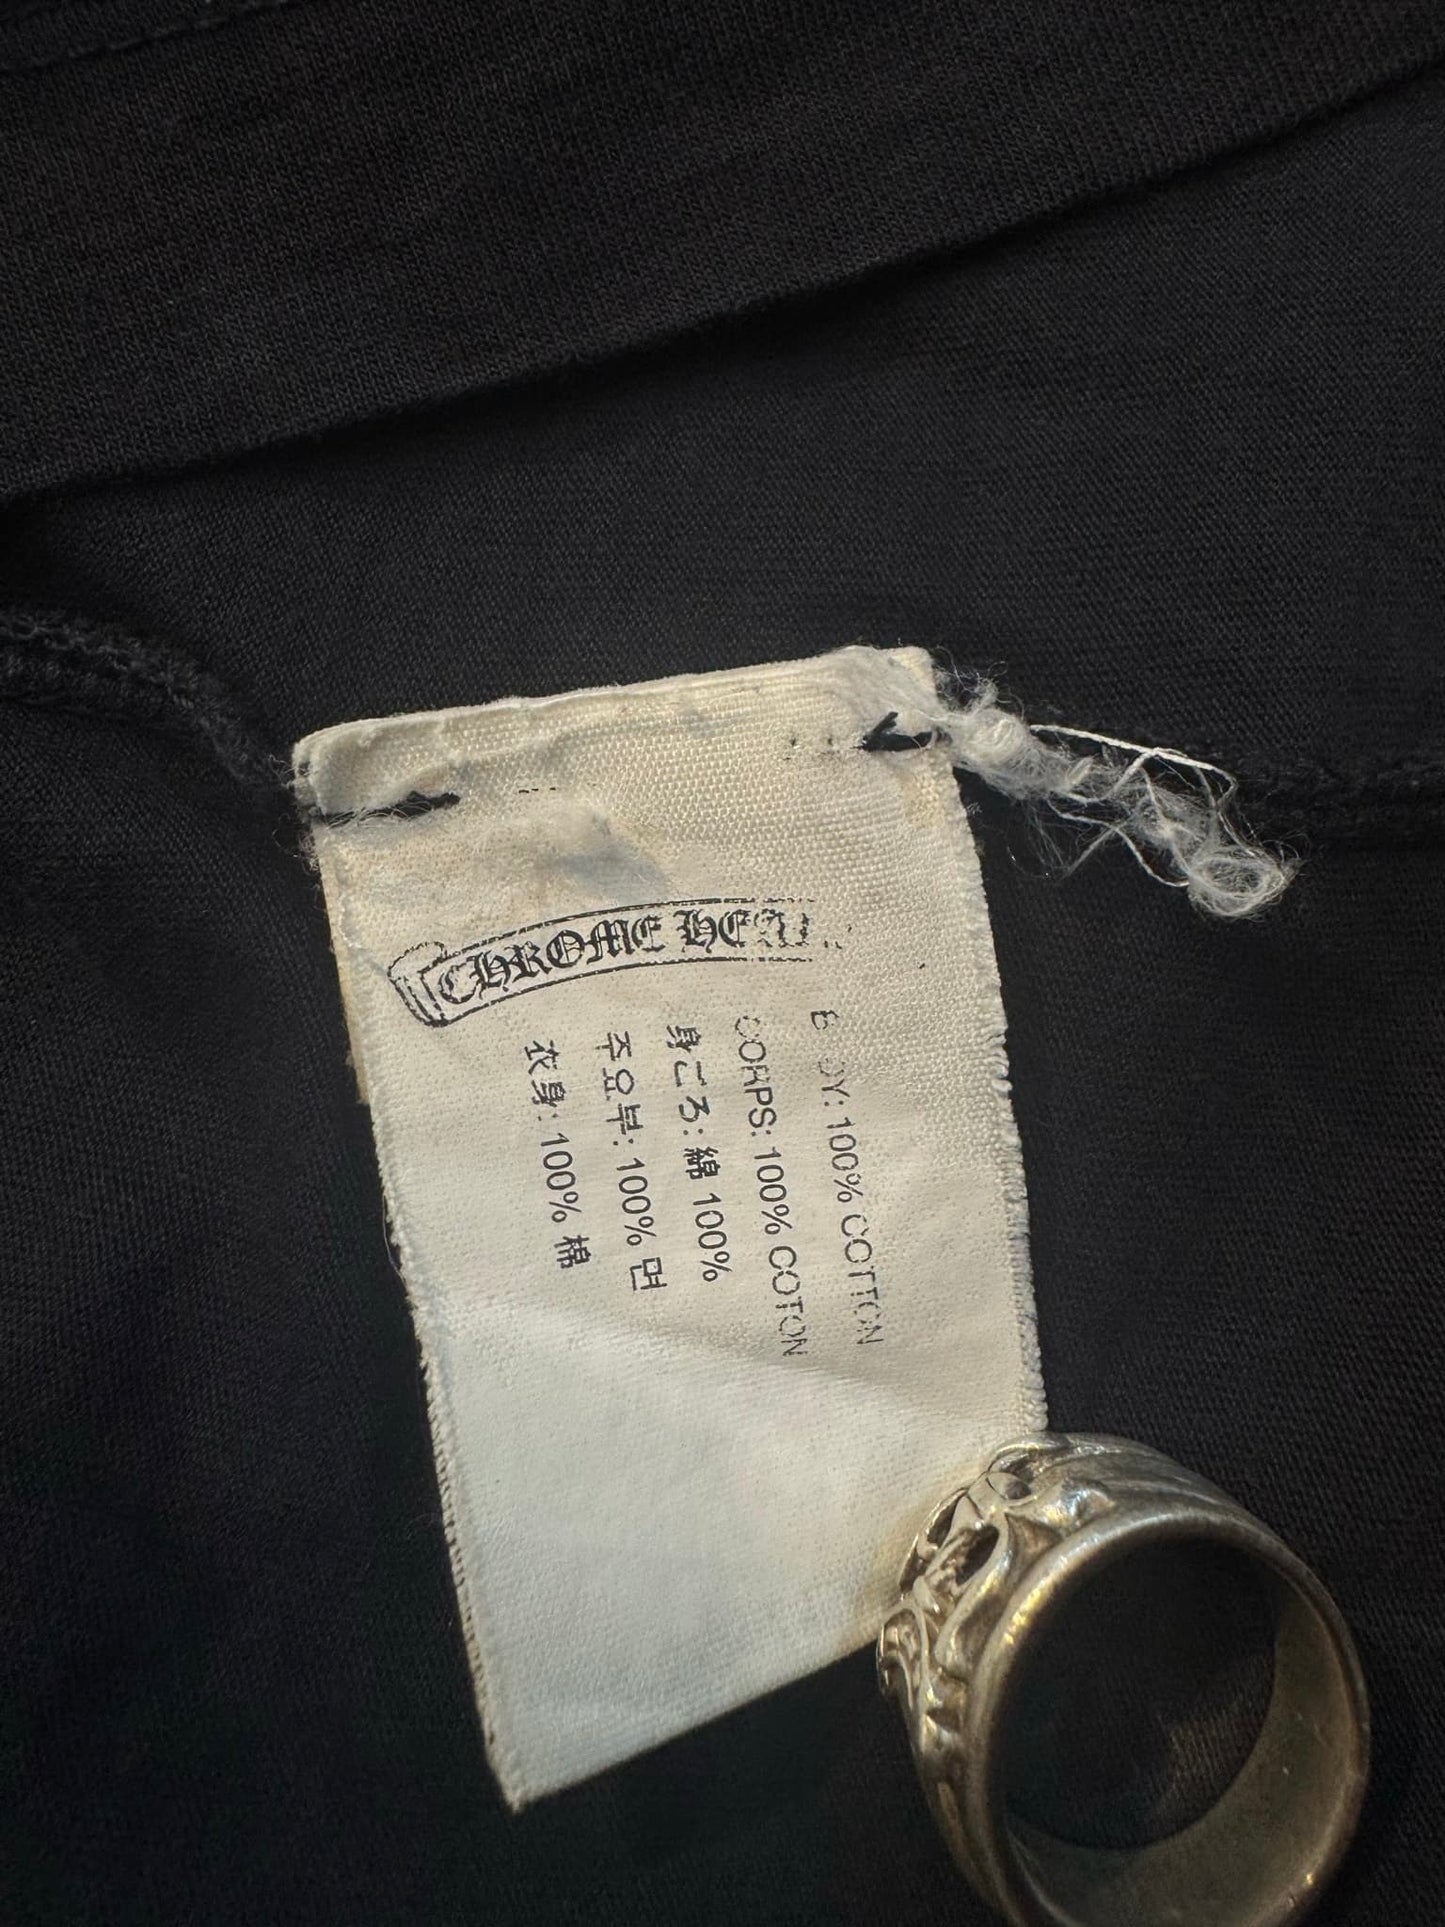 CHROME HEA
B DY: 100% COTTON
CORPS: 100% COTON
身ごろ: 綿 100%
주요부: 100% 면
衣身: 100% 棉